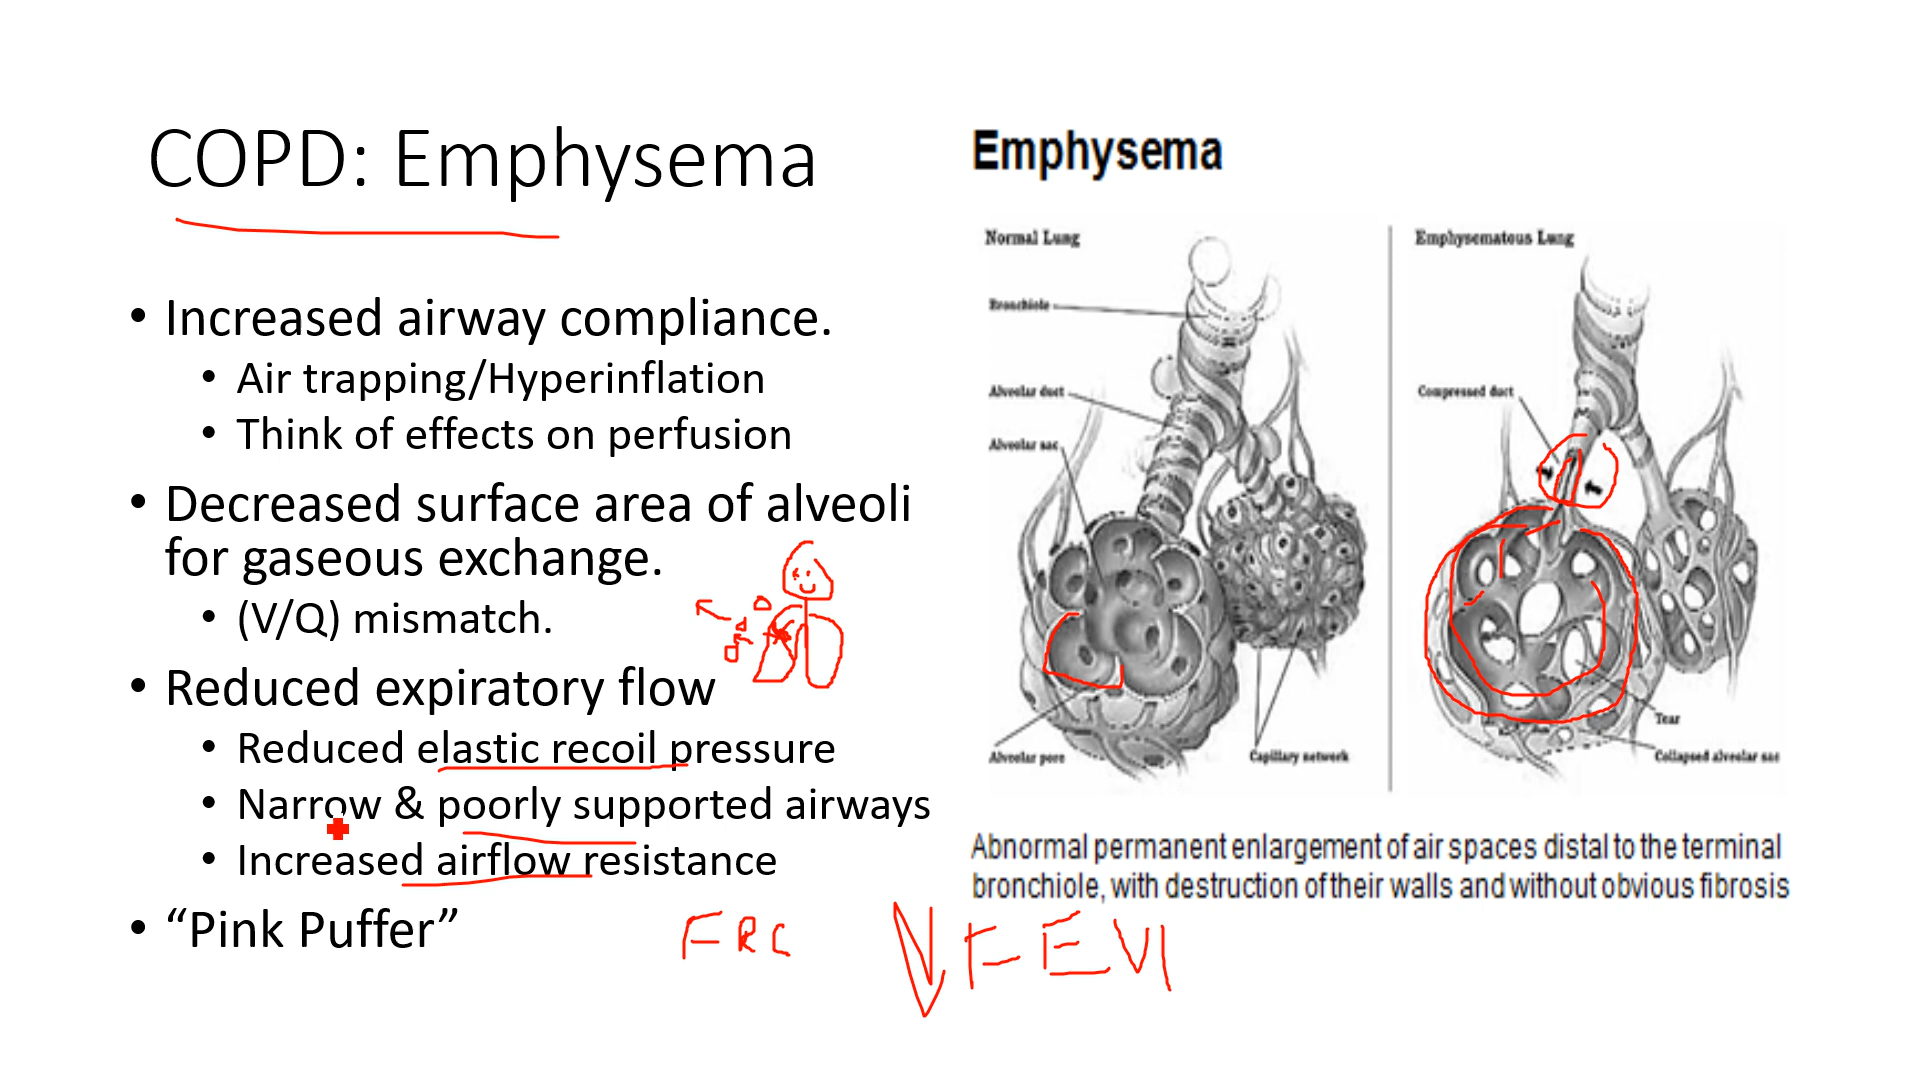 COPD: Emphysema
• Increased airway compliance.
• Air trapping/Hyperinflation
• Think of effects on perfusion
• Decreased surface area of alveoli
for gaseous exchange.
• (V/Q) mismatch.
• Reduced expiratory flow
• Reduced elastic recoil pressure
• Narrow & poorly supported airways
• Increased airflow resistance
• “Pink Puffer”
FRC
FEV1
Emphysema
Normal Lung
Bronchiole
Alveolar duct
Alveolar sac
Alveolar pore
Capillary network
Emphysematous Lung
Compressed duct
Tear
Collapsed alveolar sac
Abnormal permanent enlargement of air spaces distal to the terminal
bronchiole, with destruction of their walls and without obvious fibrosis